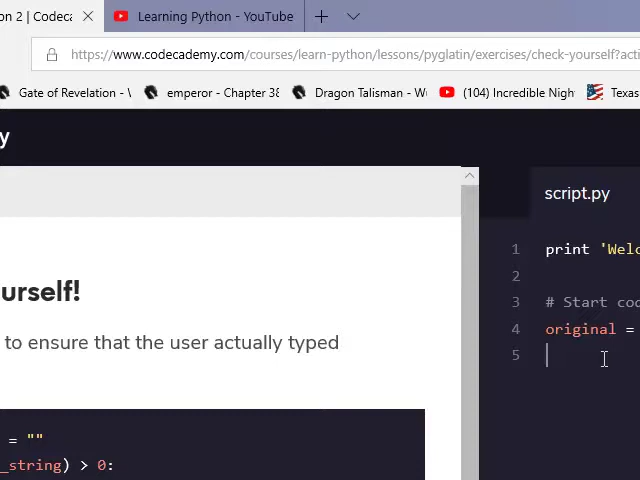 on 2 | Codeca
Learning Python - YouTube
https://www.codecademy.com/courses/learn-python/lessons/pyglatin/exercises/check-yourself?acti
Gate of Revelation - \
emperor - Chapter 38
Dragon Talisman - W
(104) Incredible Nigh
Texas
y
script.py
1 print 'Welc
2
urself!
3 # Start cod
to ensure that the user actually typed
4 original =
5
= ""
_string) > 0: